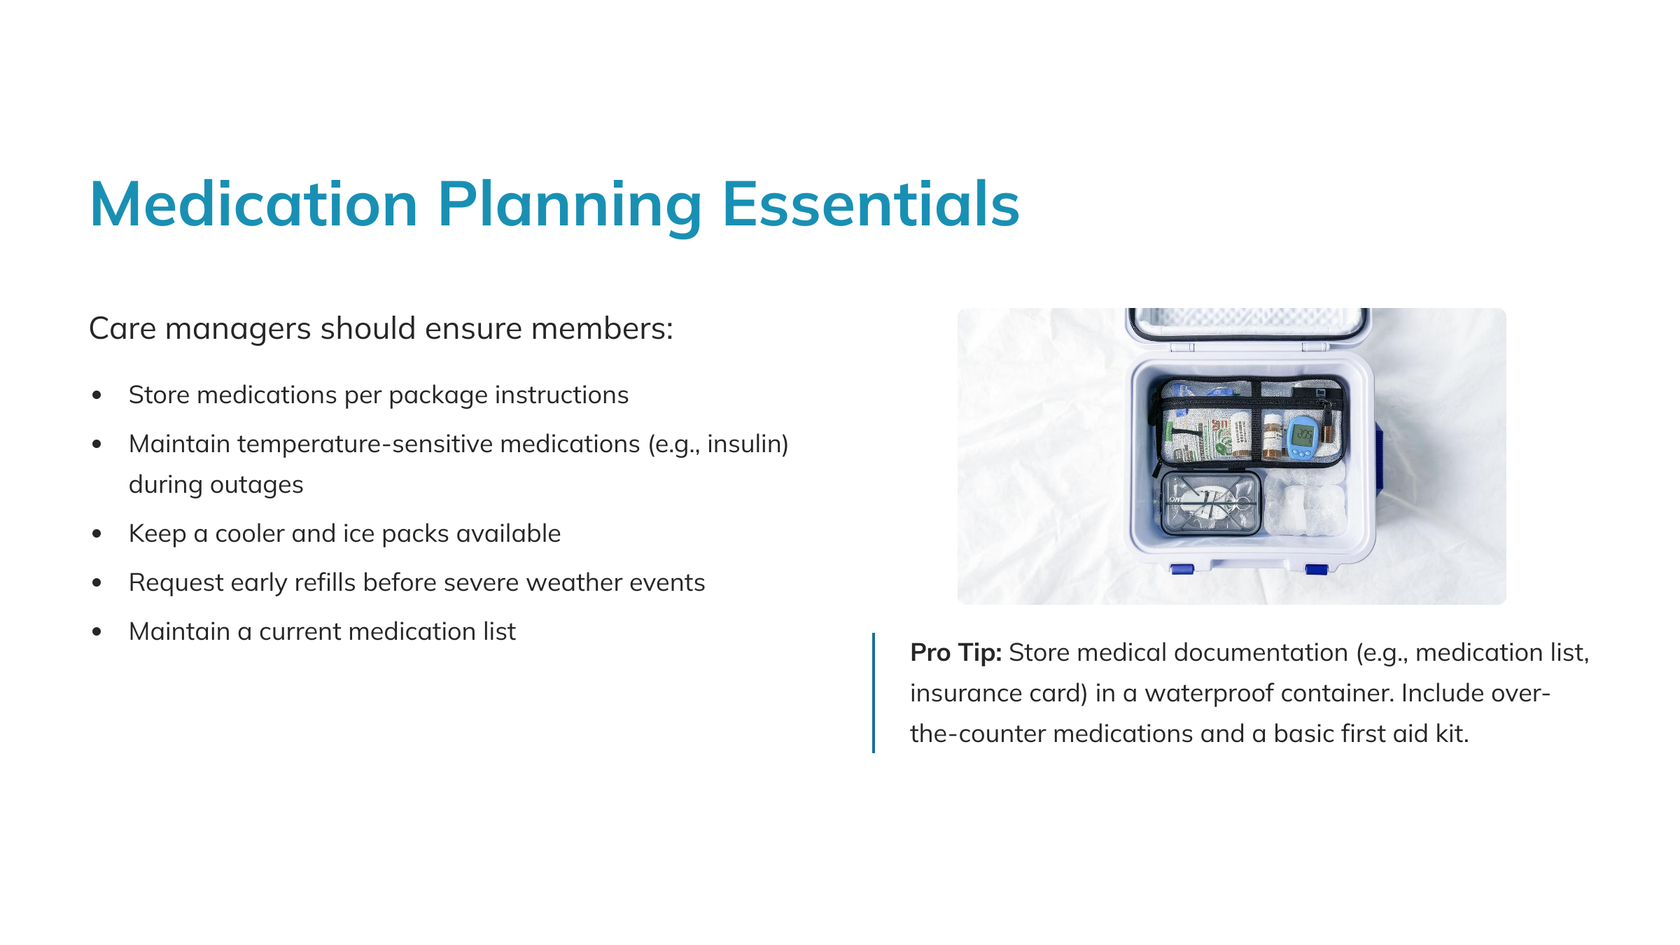 Medication Planning Essentials
Care managers should ensure members:
• Store medications per package instructions
• Maintain temperature-sensitive medications (e.g., insulin)
during outages
• Keep a cooler and ice packs available
• Request early refills before severe weather events
• Maintain a current medication list
Pro Tip: Store medical documentation (e.g., medication list,
insurance card) in a waterproof container. Include over-
the-counter medications and a basic first aid kit.